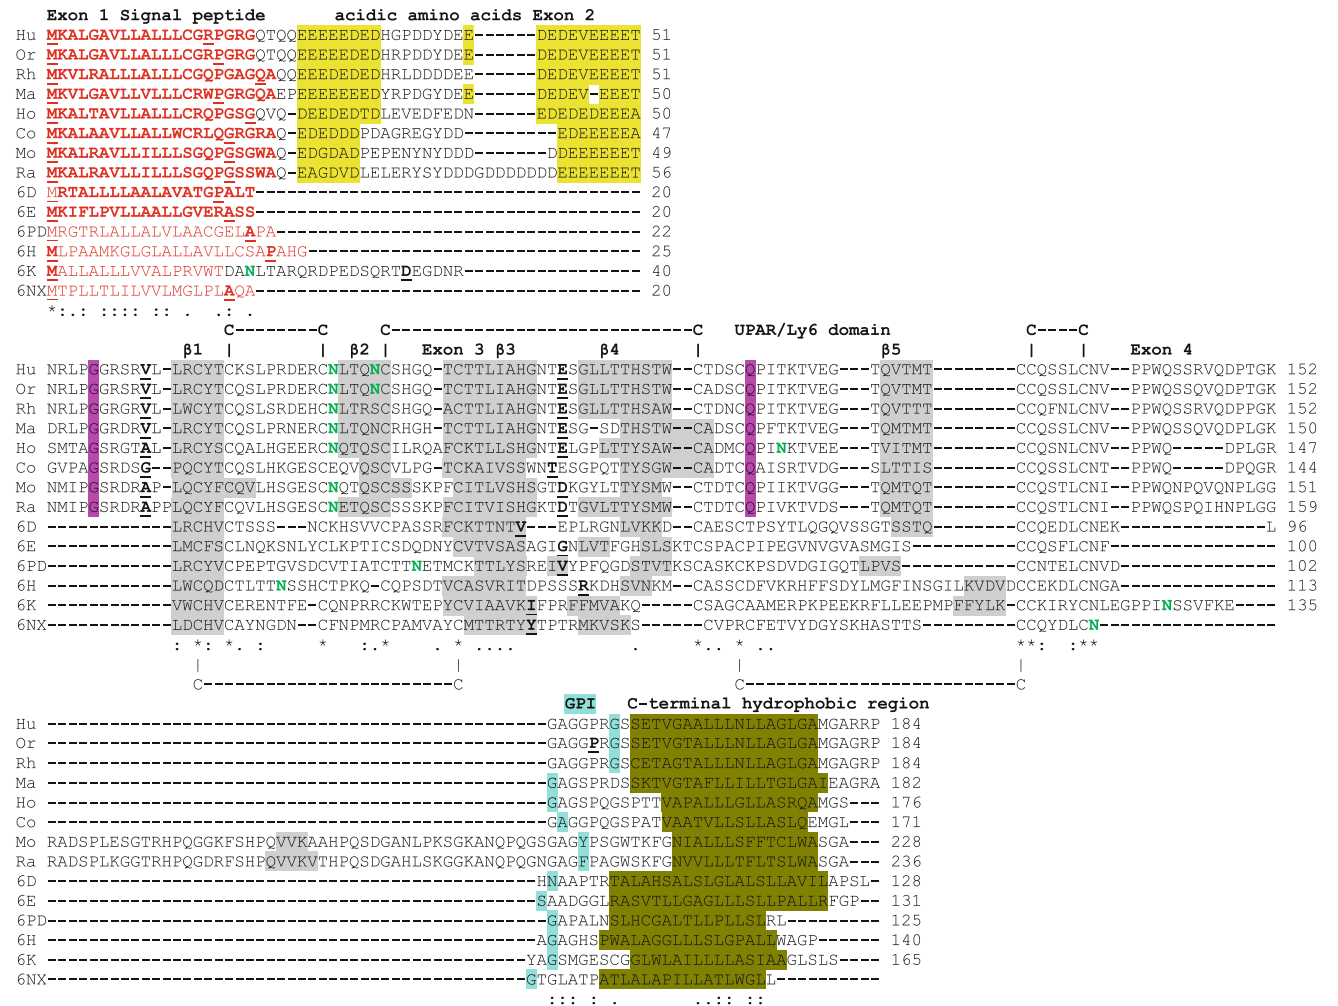 Exon 1 Signal peptide acidic amino acids Exon 2
Hu MKALGAVLLALLLCGRPGRGQTQQEEEEEDEDHGPDDYDEE------DEDEVEEEET 51
Or MKALGAVLLALLLCGRPGRGQTQQEEEEEDEDHRPDDYDEE------DEDEVEEEET 51
Rh MKVLRALLLALLLCGQPGAGQAQQEEEEEDEDHRLDDDDEE------DEDEVEEEET 51
Ma MKVLGAVLLVLLLCRWPGRGQAEPEEEEEEEDYRPDGYDEE------DEDEV-EEET 50
Ho MKALTAVLLALLLCRQPGSGQVQ-DEEDEDTDLEVEDFEDN------EDEDEDEEEA 50
Co MKALAAVLLALLWCRLQGRGRAQ-EDEDDDPDAGREGYDD--------EDEEEEEA 47
Mo MKALRAVLLILLLSGQPGSGWAQ-EDGDADPEPENYNYDDD-------DDEEEEEET 49
Ra MKALRAVLLILLLSGQPGSSWAQ-EAGDVDLELERYSYDDDGDDDDDDEEEEEEET 56
6D MRTALLLLAALAVATGPALT------------------------------------- 20
6E MKIFLPVLLAALLGVERASS------------------------------------- 20
6PD MRGTRLALLALVLAACGELAPA----------------------------------- 22
6H MLPAAMKGLGLALLAVLLCSAPAHG-------------------------------- 25
6K MALLALLLVVALPRVWTDANLTARQRDPEDSQRTDEGDNR----------------- 40
6NX MTPLLTLILVVLMGLPLAQA------------------------------------- 20
*:.: :::: :: . .: .
C--------C C-----------------------------C UPAR/Ly6 domain C----C
β1 | | β2 | Exon 3 β3 β4 | β5 | | Exon 4
Hu NRLPGGRSRVL--LRCYTCKSLPRDERCNLTQNCSHGQ-TCTTLIAHGNTESGLLTTHSTW--CTDSCQPITKTVEG---TQVTMT--------CCQSSLCNV--PPWQSSRVQDPTGK 152
Or NRLPGGRSRVL--LRCYTCQSLPRDERCNLTQNCSHGQ-TCTTLIAHGNTESGLLTTHSTW--CTDSCQPITKTVEG---TQVTMT--------CCQSSLCNV--PPWQSSRVQDPTGK 152
Rh NRLPGGRGRVL--LWCYTCQSLSRDEHCNLTRSCSHGQ-ACTTLIAHGNTESGLLTTHSAW--CTDNCQPITKTVEG---TQVTTT--------CCQFNLCNV--PPWQSSRVQDPPGK 152
Ma DRLPGGRDRVL--LRCYTCQSLPRNERCNLTQNCRHGH-TCTTLIAHGNTESG-SDTHSTW--CADSCQPFTKTVEG---TQMTMT--------CCQSSLCNV--PPWQSSRVQDPLGK 150
Ho SMTAGSRGTAL--LRCYSCQALHGEERCNQTQSCILRQAFCKTLLSHGNTEELGPLTTYSAW-CADMCQPITNKTVEE---TVITMT--------CCQSSLCNV--PPWQ-----DPLGR 147
Co GVPAGSRDSG---PQCYTCQSLHKGESCEQVQSCVLPG-TCKAIVSSWNTESGPQTTYSGW--CADTCQAISRTVDG---SLTTIS--------CCQSSLCNT--PPWQ-----DPQGR 144
Mo NMIPGSRDRAP--LQCYFCQVLHSGESCNQTQSCSSSKPFCITLVSHSGTDKGYLTTYSMW--CTDTCQPIIKTVGG---TQMTQT--------CCQSTLCNI--PPWQNPQVQNPLGG 151
Ra NMIPGSRDRAPPLQCYFCQVLHSGESCNETQSCSSSKPFCITVISHGKTDTGVLTTYSMW--CTDTCQPIVKTVDS---TQMTQT--------CCQSTLCNI--PPWQSPQIHNPLGG 159
6D LRCHVCTSSS---NCKHSVVCPASSRFCKTTNTV---EPLRGNLVKKD--CAESCTPSYTLQGQVSSGTSSTQ--------CCQEDLCNEK--------------L 96
6E LMCFSCLNQKSNLYCLKPTICSDQDNYCVTVSASAGIGNLVTFGHSLSKTCSPACPIPEGVNVGVASMGIS----------CCQSFLCNF---------------- 100
6PD LRCYVCPEPTGVSDCVTIATCTTNETMCKTTLYSREVVYPFQGDSTVTKSCASKCKPSDVDGIGQTLPVS-----------CCNTDLCNVD--------------- 102
6H LWCQDCTLTTNSSHCTPKQ--CQPSDTVCASVRITDPSSSRKDHSVNKM--CASSCDFVKRHFFSDYLMGFINSGILKVDVDCCEKDLCNGA--------------- 113
6K VWCHVCERENTFE--CQNPRRCKWTEPYCVIAAVKIFPRFFMVAKQ---CSAGCAAMERPKPEEKRFLLEEPMPFFYLK-CCKIRYCNLEGPPINSSVFKE---- 135
6NX LDCHVCAYNGDN--CFNPMRCPAMVAYCMTTRTYYTPTRMKVSKS-------CVPRCFETVYDGYSKHASTTS--------CCQYDLCN-----------------
: *: *. : * :* . : .... . *. *. .. **: :**
| | | |
C-------------------------C C--------------------------C
GPI C-terminal hydrophobic region
Hu ------------------------------------------------GAGGPRGSSETVGAALLLNLLAGLGAMGARRP 184
Or ------------------------------------------------GAGGPRGSSETVGTALLLNLLAGLGAMGAGRP 184
Rh ------------------------------------------------GAGGPRGSCETAGTALLLNLLAGLGAMGAGRP 184
Ma ------------------------------------------------GAGSPRDSSKTVGTAFLLILLTGLGAIEAGRA 182
Ho ------------------------------------------------GAGSPQGSPTTVAPALLLGLLASRQAMGS--- 176
Co ------------------------------------------------GAGGPQGSPATVAATVLLSLLASLQEMGL--- 171
Mo RADSPLESGTRHPQGGKFSHPQVVKAAHPQSDGANLPKSGKANQPQGSGAGYPSGWTKFGNIALLLSFFTCLWASGA--- 228
Ra RADSPLKGGTRHPQGDRFSHPQVVKVTHPQSDGAHLSKGGKANQPQGNGAGFPAGWSKFGNVVLLLTFLTSLWASGA--- 236
6D -----------------------------------------------HNAAPTRTALAHSALSLGLALSLLAVILAPSL- 128
6E -----------------------------------------------SAADGGLRASVTLLGAGLLLSLLPALLRFGP-- 131
6PD------------------------------------------------GAPALNSLHCGALTLLPLLSLRL--------- 125
6H -----------------------------------------------AGAGHSPWALAGGLLLSLGPALLWAGP------ 140
6K ----------------------------------------------YAGSMGESCGGLWLAILLLLASIAAGLSLS---- 165
6NX ----------------------------------------------GTGLATPATLALAPILLATLWGLL----------
::: : . ..:: ::